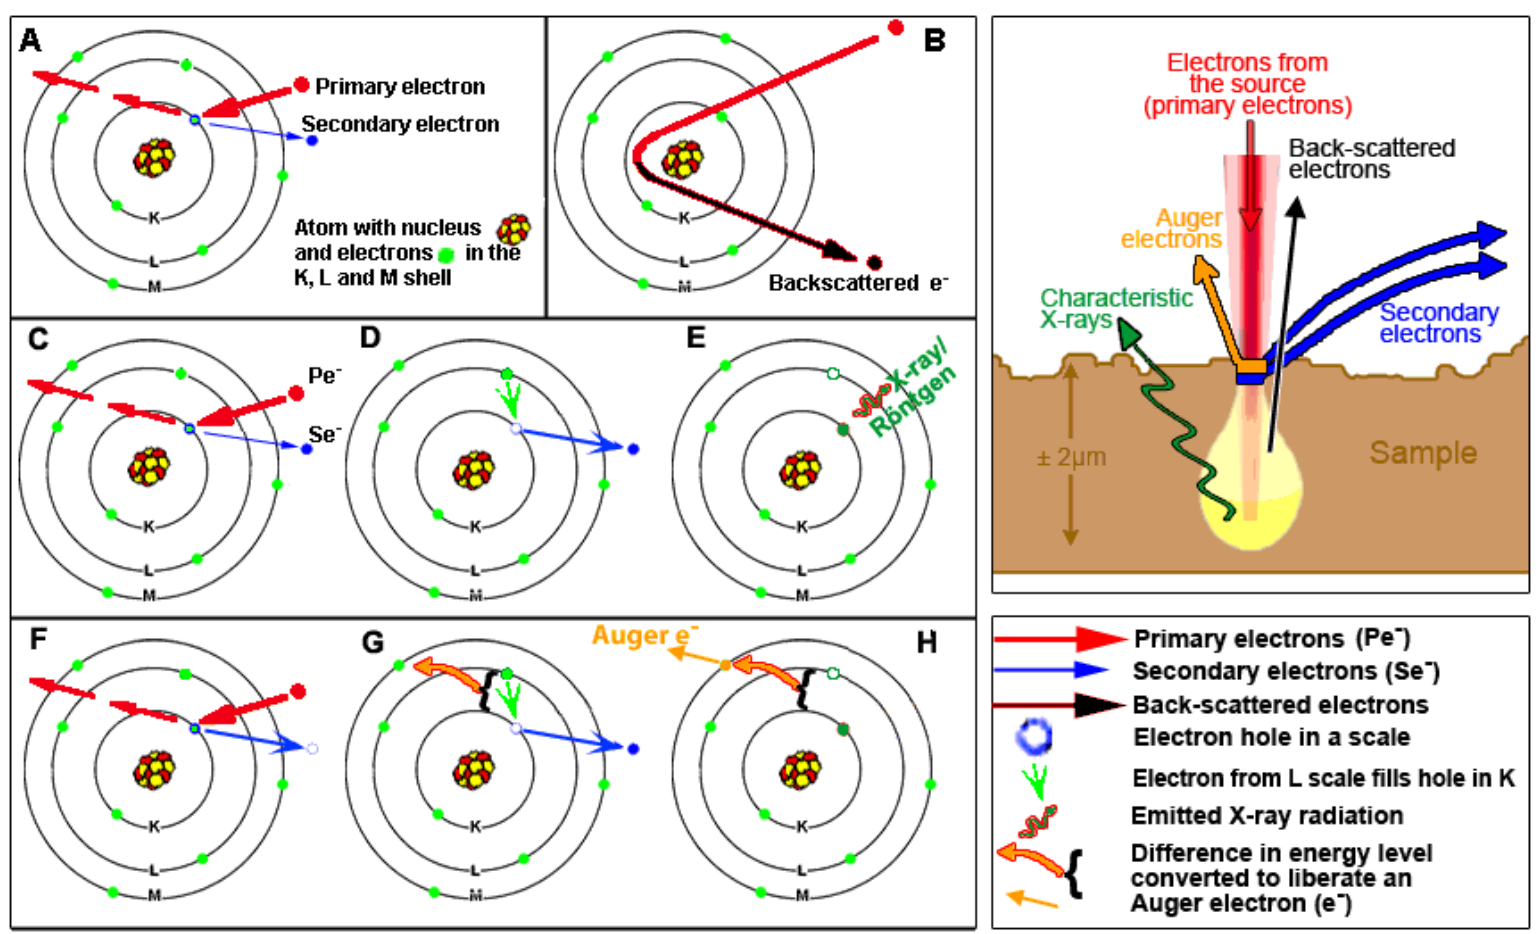 A
Primary electron
Secondary electron
Atom with nucleus
and electrons in the
K, L and M shell
K
L
M
B
K
L
M
Backscattered e-
C
Pe-
Se-
K
L
M
D
K
L
M
E
X-ray/
Röntgen
K
L
M
F
K
L
M
G
K
L
M
Auger e-
H
K
L
M
Electrons from
the source
(primary electrons)
Back-scattered
electrons
Auger
electrons
Characteristic
X-rays
Secondary
electrons
± 2µm
Sample
Primary electrons (Pe-)
Secondary electrons (Se-)
Back-scattered electrons
Electron hole in a scale
Electron from L scale fills hole in K
Emitted X-ray radiation
Difference in energy level
converted to liberate an
Auger electron (e-)